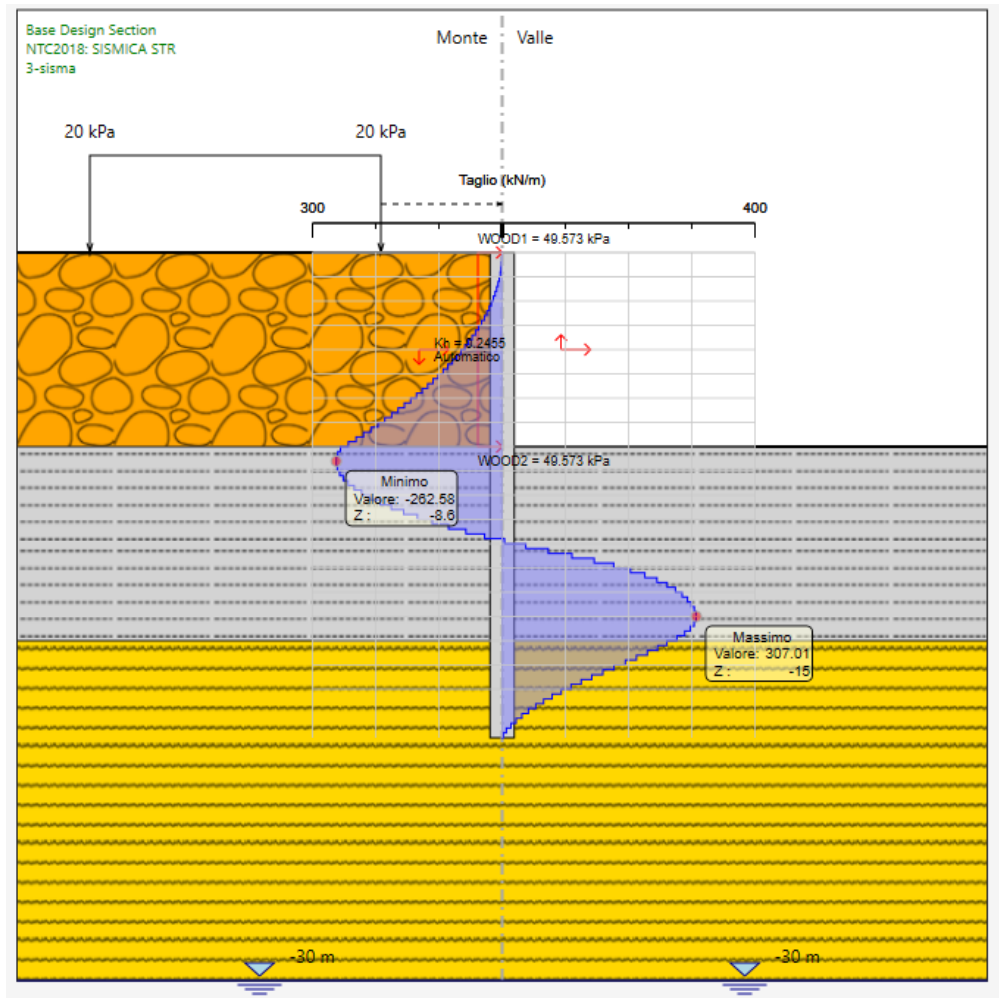 Base Design Section
NTC2018: SISMICA STR
3-sisma
Monte
Valle
20 kPa
20 kPa
Taglio (kN/m)
300
400
WOOD1 = 49.573 kPa
Kh = 0.2455
Automatico
WOOD2 = 49.573 kPa
Minimo
Valore: -262.58
Z : -8.6
Massimo
Valore: 307.01
Z : -15
-30 m
-30 m